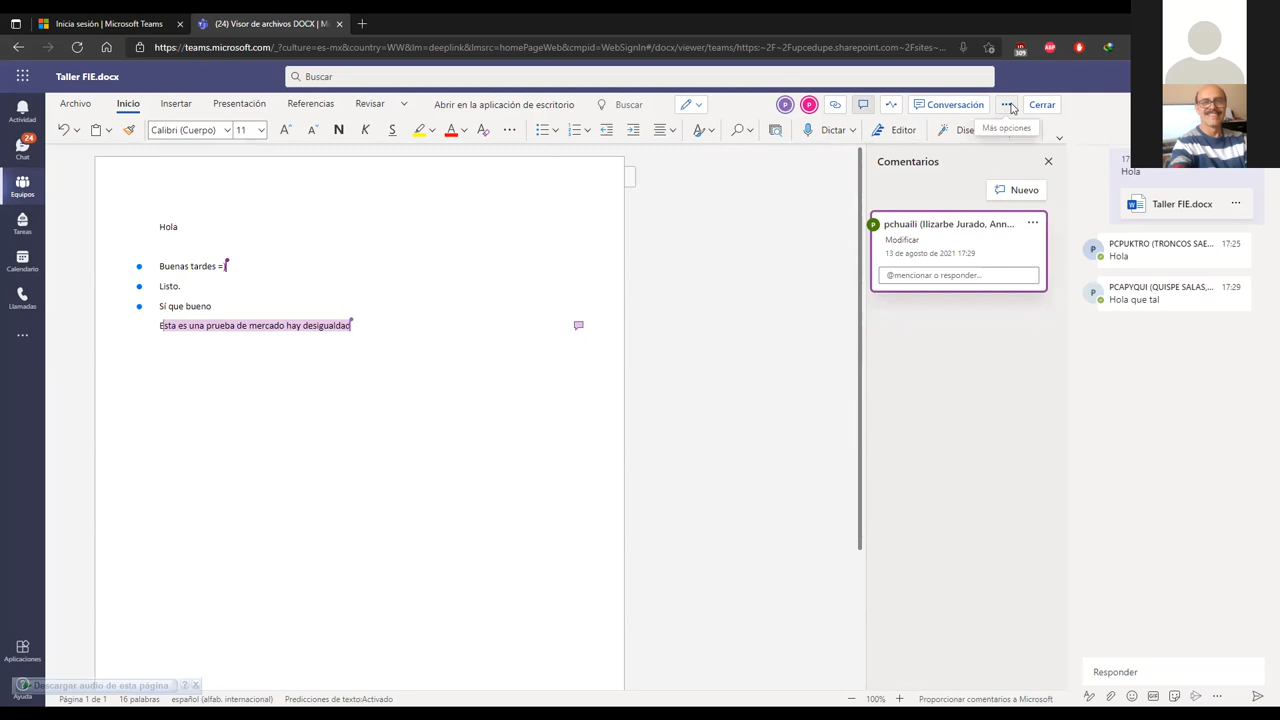 Inicia sesión | Microsoft Teams
(24) Visor de archivos DOCX | M
https://teams.microsoft.com/_?culture=es-mx&country=WW&lm=deeplink&lmsrc=homePageWeb&cmpid=WebSignIn#/docx/viewer/teams/https:~2F~2Fupcedupe.sharepoint.com~2Fsites~...
309
ABP
Taller FIE.docx
Buscar
Archivo
Inicio
Insertar
Presentación
Referencias
Revisar
Abrir en la aplicación de escritorio
Buscar
P
P
Conversación
Cerrar
Más opciones
Calibri (Cuerpo)
11
N
K
S
Dictar
Editor
Dise
Actividad
24
Chat
Equipos
Tareas
Calendario
Llamadas
Aplicaciones
Ayuda
Hola
Buenas tardes =)
Listo.
Sí que bueno
Esta es una prueba de mercado hay desigualdad
Comentarios
Nuevo
P
pchuaili (Ilizarbe Jurado, Ann...
Modificar
13 de agosto de 2021 17:29
@mencionar o responder...
Hola
Taller FIE.docx
P
PCPUKTRO (TRONCOS SAE...
17:25
Hola
P
PCAPYQUI (QUISPE SALAS,...
17:29
Hola que tal
Responder
Descargar audio de esta página
Página 1 de 1
16 palabras
español (alfab. internacional)
Predicciones de texto:Activado
100%
Proporcionar comentarios a Microsoft